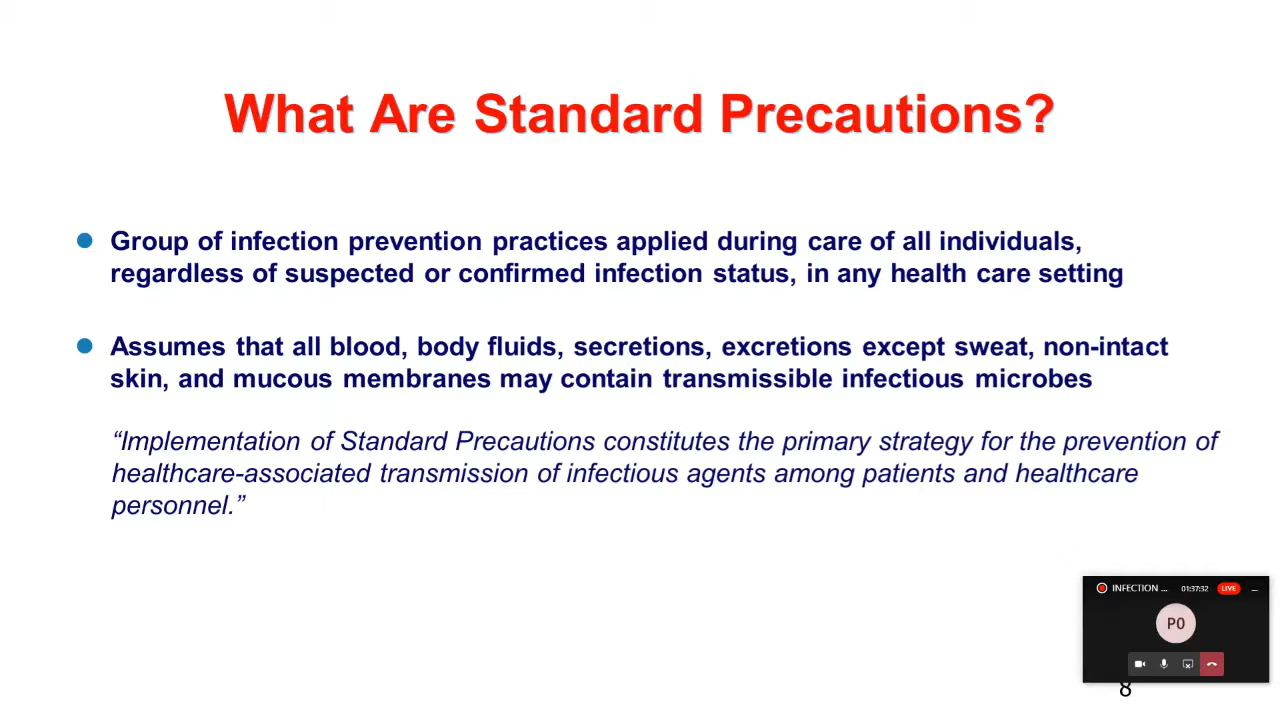 What Are Standard Precautions?
Group of infection prevention practices applied during care of all individuals,
regardless of suspected or confirmed infection status, in any health care setting
Assumes that all blood, body fluids, secretions, excretions except sweat, non-intact
skin, and mucous membranes may contain transmissible infectious microbes
“Implementation of Standard Precautions constitutes the primary strategy for the prevention of
healthcare-associated transmission of infectious agents among patients and healthcare
personnel.”
INFECTION ... 01:37:32 LIVE
PO
8